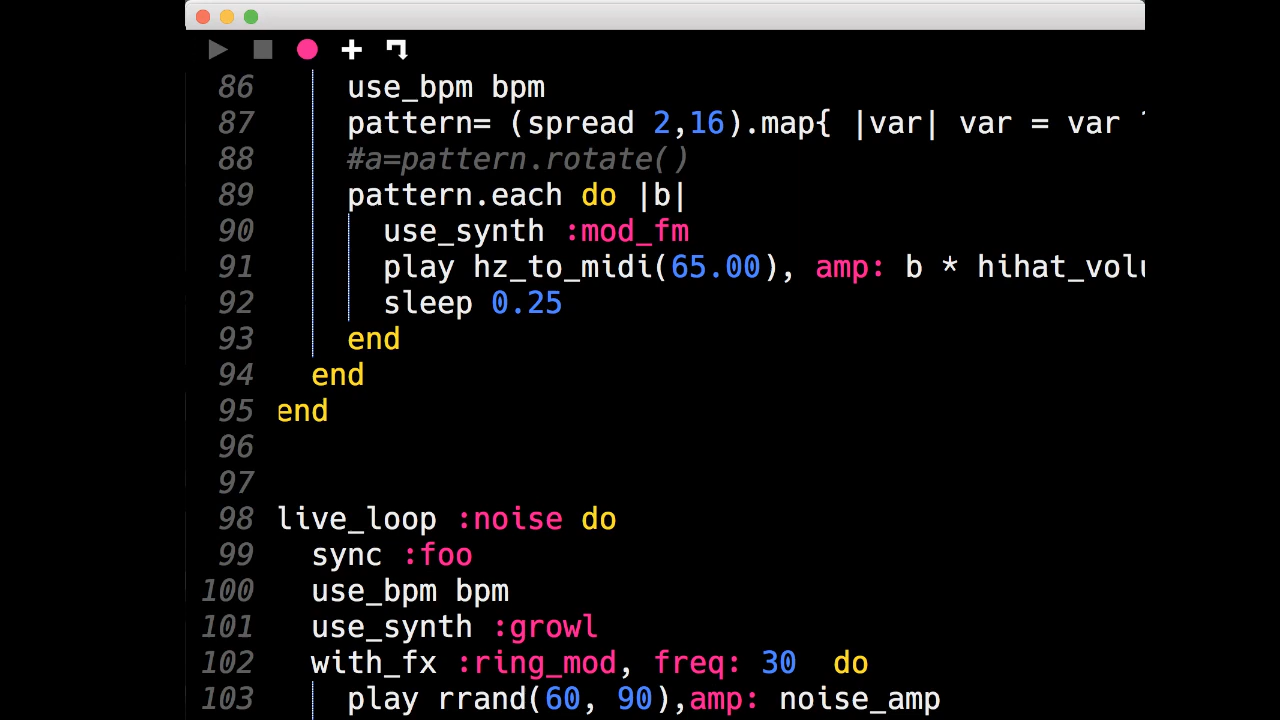 86 use_bpm bpm
87 pattern= (spread 2,16).map{ |var| var = var
88 #a=pattern.rotate()
89 pattern.each do |b|
90 use_synth :mod_fm
91 play hz_to_midi(65.00), amp: b * hihat_volu
92 sleep 0.25
93 end
94 end
95 end
96
97
98 live_loop :noise do
99 sync :foo
100 use_bpm bpm
101 use_synth :growl
102 with_fx :ring_mod, freq: 30  do
103 play rrand(60, 90),amp: noise_amp